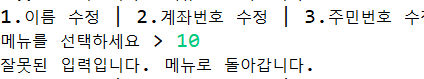 1.이름 수정 | 2.계좌번호 수정 | 3.주민번호
메뉴를 선택하세요 > 10
잘못된 입력입니다. 메뉴로 돌아갑니다.